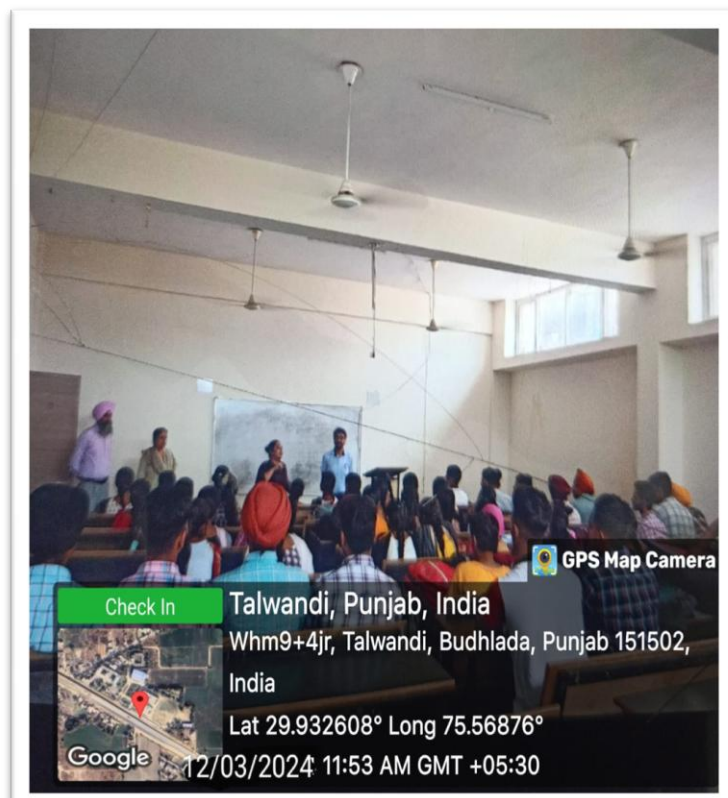 GPS Map Camera
Check In
Talwandi, Punjab, India
Whm9+4jr, Talwandi, Budhlada, Punjab 151502,
India
Lat 29.932608° Long 75.56876°
Google
12/03/2024 11:53 AM GMT +05:30